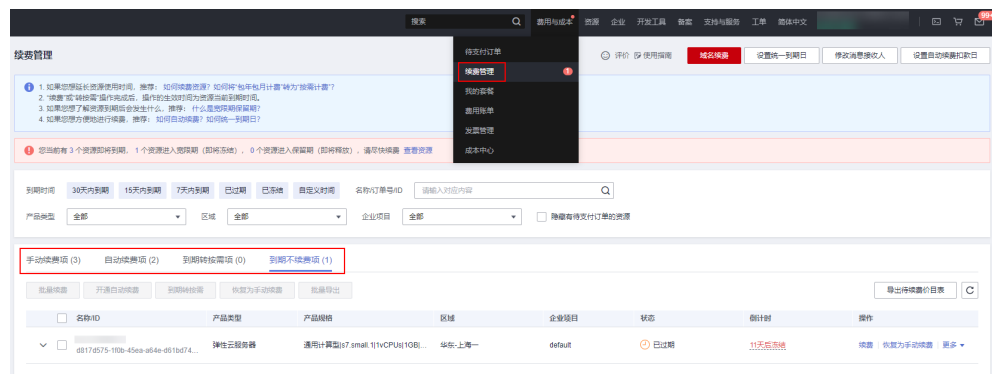 搜索 费用与成本 资源 企业 开发工具 备案 支持与服务 工单 简体中文 99+
续费管理
评价 使用指南 域名续费 设置统一到期日 修改消息接收人 设置自动续费扣款日
待支付订单
续费管理 1
我的套餐
费用账单
发票管理
成本中心
1. 如果您想延长资源使用时间，推荐： 如何续费资源? 如何将“包年包月计费”转为“按需计费”?
2. “续费”或“转按需”操作完成后，操作的生效时间为资源当前到期时间。
3. 如果您想了解资源到期后会发生什么，推荐： 什么是宽限期保留期?
4. 如果您想方便地进行续费，推荐： 如何自动续费? 如何统一到期日?
您当前有 3 个资源即将到期， 1 个资源进入宽限期（即将冻结）， 0 个资源进入保留期（即将释放），请尽快续费 查看资源
到期时间 30天内到期 15天内到期 7天内到期 已过期 已冻结 自定义时间 名称/订单号/ID 请输入对应内容
产品类型 全部 区域 全部 企业项目 全部 隐藏有待支付订单的资源
手动续费项 (3) 自动续费项 (2) 到期转按需项 (0) 到期不续费项 (1)
批量续费 开通自动续费 到期转按需 恢复为手动续费 批量导出 导出待续费价目表
名称/ID 产品类型 产品规格 区域 企业项目 状态 倒计时 操作
d817d575-1f0b-45ea-a64e-d61bd74... 弹性云服务器 通用计算型|s7.small.1|1vCPUs|1GB|... 华东-上海一 default 已过期 11天后冻结 续费 恢复为手动续费 更多